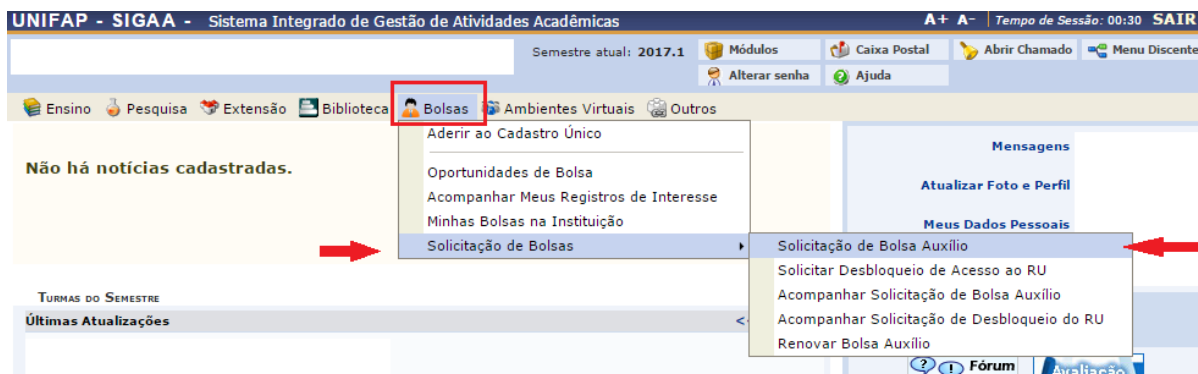 UNIFAP - SIGAA - Sistema Integrado de Gestão de Atividades Acadêmicas A+ A- Tempo de Sessão: 00:30 SAIR
Semestre atual: 2017.1 Módulos Caixa Postal Abrir Chamado Menu Discente
Alterar senha Ajuda
Ensino Pesquisa Extensão Biblioteca Bolsas Ambientes Virtuais Outros
Aderir ao Cadastro Único
Mensagens
Não há notícias cadastradas.
Oportunidades de Bolsa
Atualizar Foto e Perfil
Acompanhar Meus Registros de Interesse
Minhas Bolsas na Instituição
Meus Dados Pessoais
Solicitação de Bolsas
Solicitação de Bolsa Auxílio
Solicitar Desbloqueio de Acesso ao RU
Acompanhar Solicitação de Bolsa Auxílio
Acompanhar Solicitação de Desbloqueio do RU
Renovar Bolsa Auxílio
TURMAS DO SEMESTRE
Últimas Atualizações <
Fórum
Avaliação